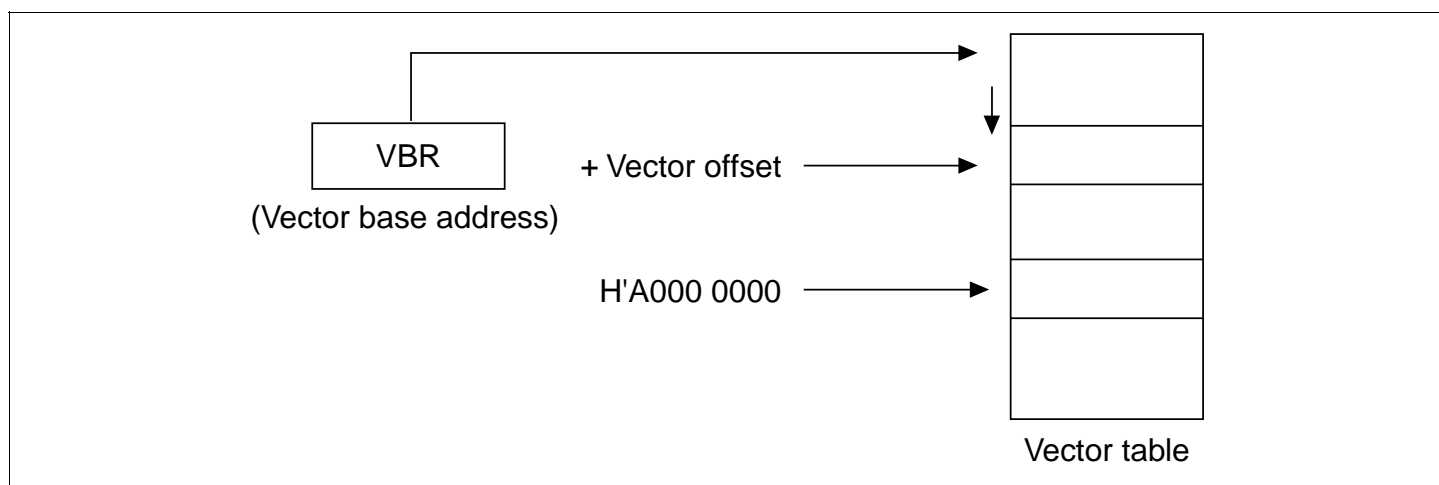 VBR
(Vector base address)
+ Vector offset
H'A000 0000
Vector table